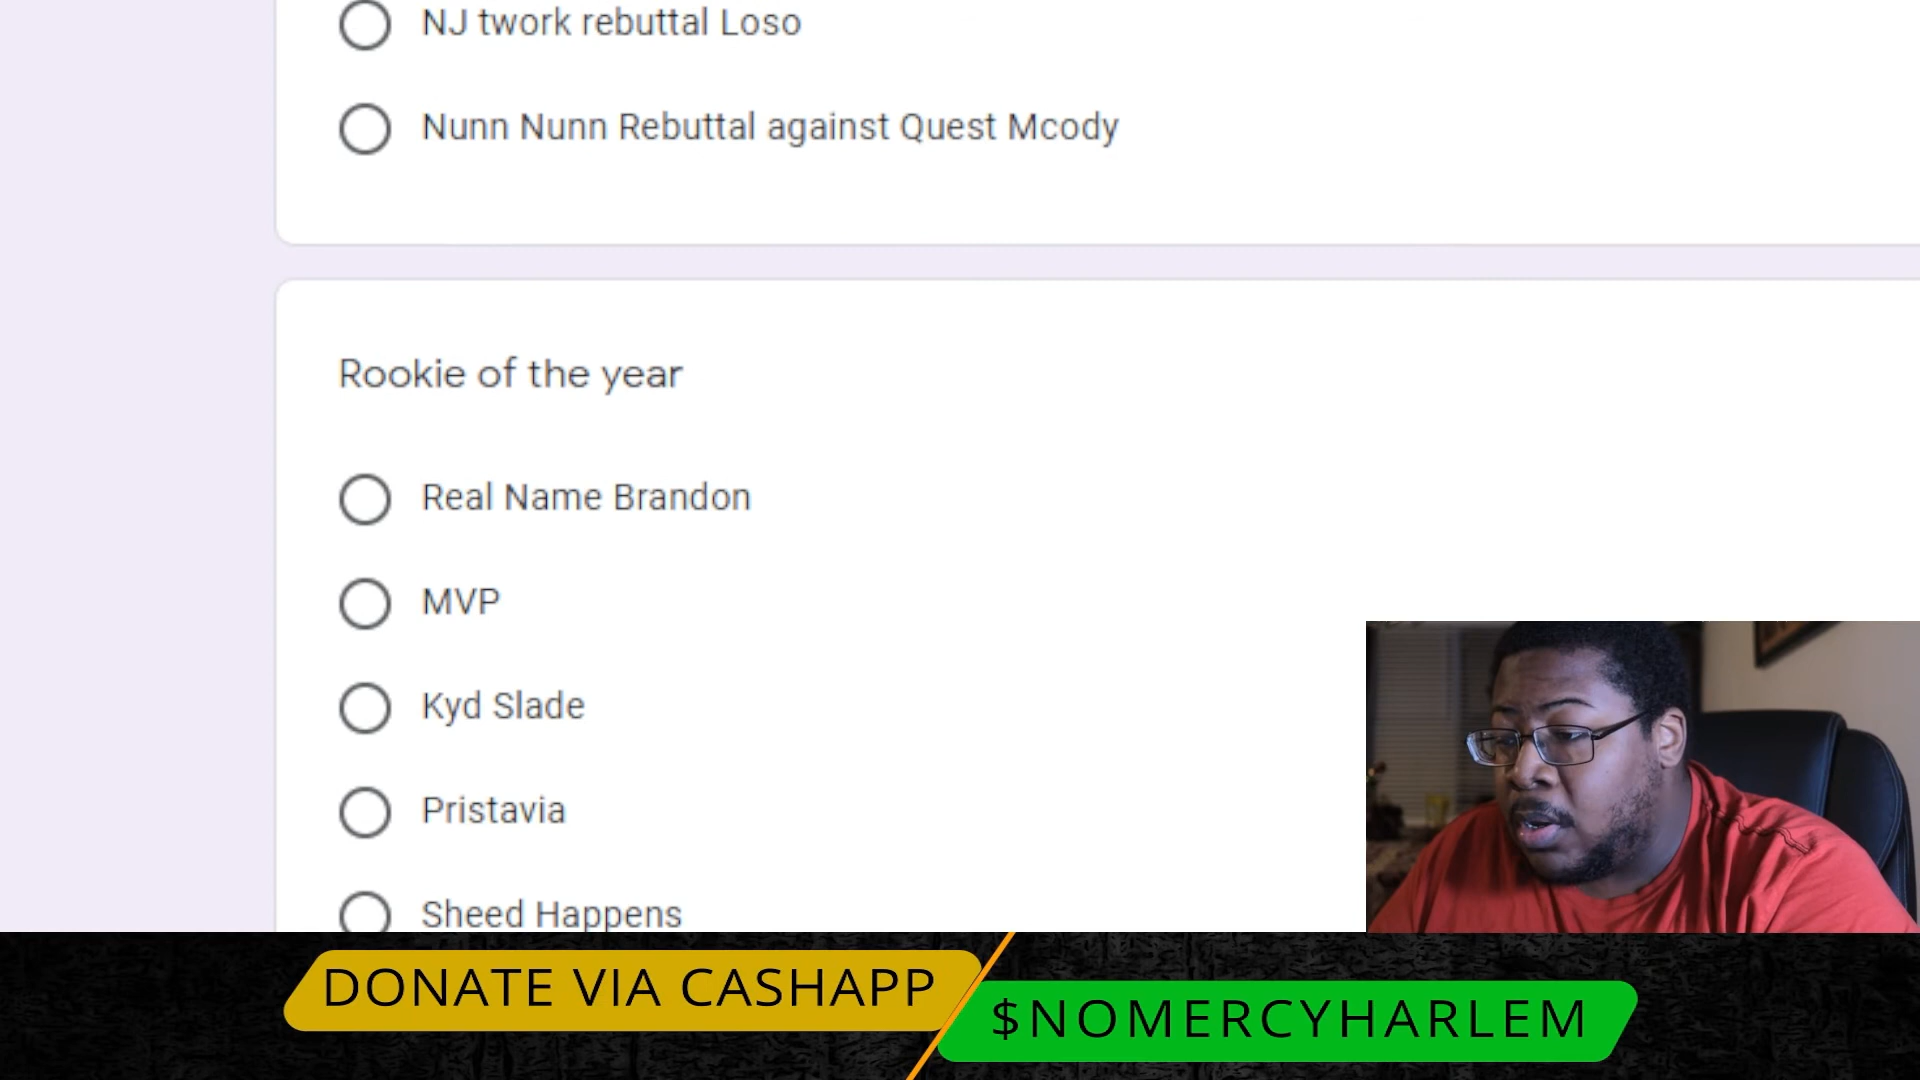 NJ twork rebuttal Loso
Nunn Nunn Rebuttal against Quest Mcody
Rookie of the year
Real Name Brandon
MVP
Kyd Slade
Pristavia
Sheed Happens
DONATE VIA CASHAPP
$NOMERCYHARLEM